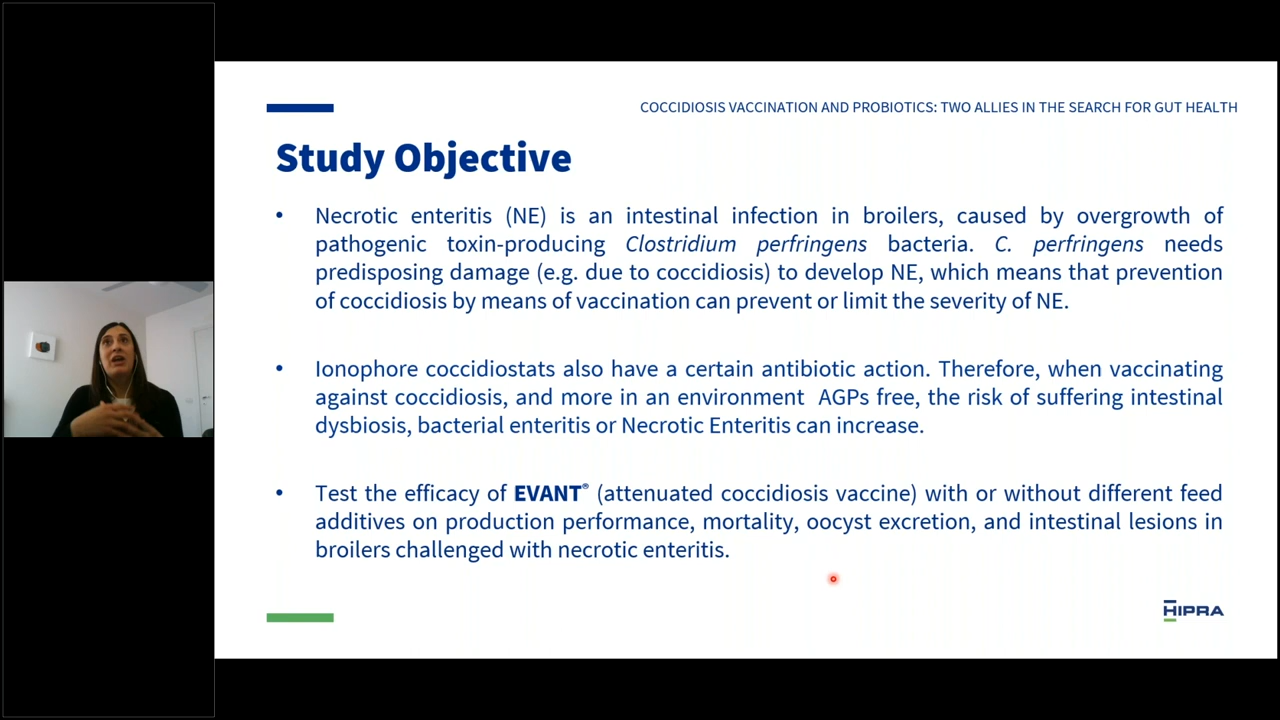 COCCIDIOSIS VACCINATION AND PROBIOTICS: TWO ALLIES IN THE SEARCH FOR GUT HEALTH
Study Objective
• Necrotic enteritis (NE) is an intestinal infection in broilers, caused by overgrowth of
pathogenic toxin-producing Clostridium perfringens bacteria. C. perfringens needs
predisposing damage (e.g. due to coccidiosis) to develop NE, which means that prevention
of coccidiosis by means of vaccination can prevent or limit the severity of NE.
• Ionophore coccidiostats also have a certain antibiotic action. Therefore, when vaccinating
against coccidiosis, and more in an environment AGPs free, the risk of suffering intestinal
dysbiosis, bacterial enteritis or Necrotic Enteritis can increase.
• Test the efficacy of EVANT® (attenuated coccidiosis vaccine) with or without different feed
additives on production performance, mortality, oocyst excretion, and intestinal lesions in
broilers challenged with necrotic enteritis.
HIPRA